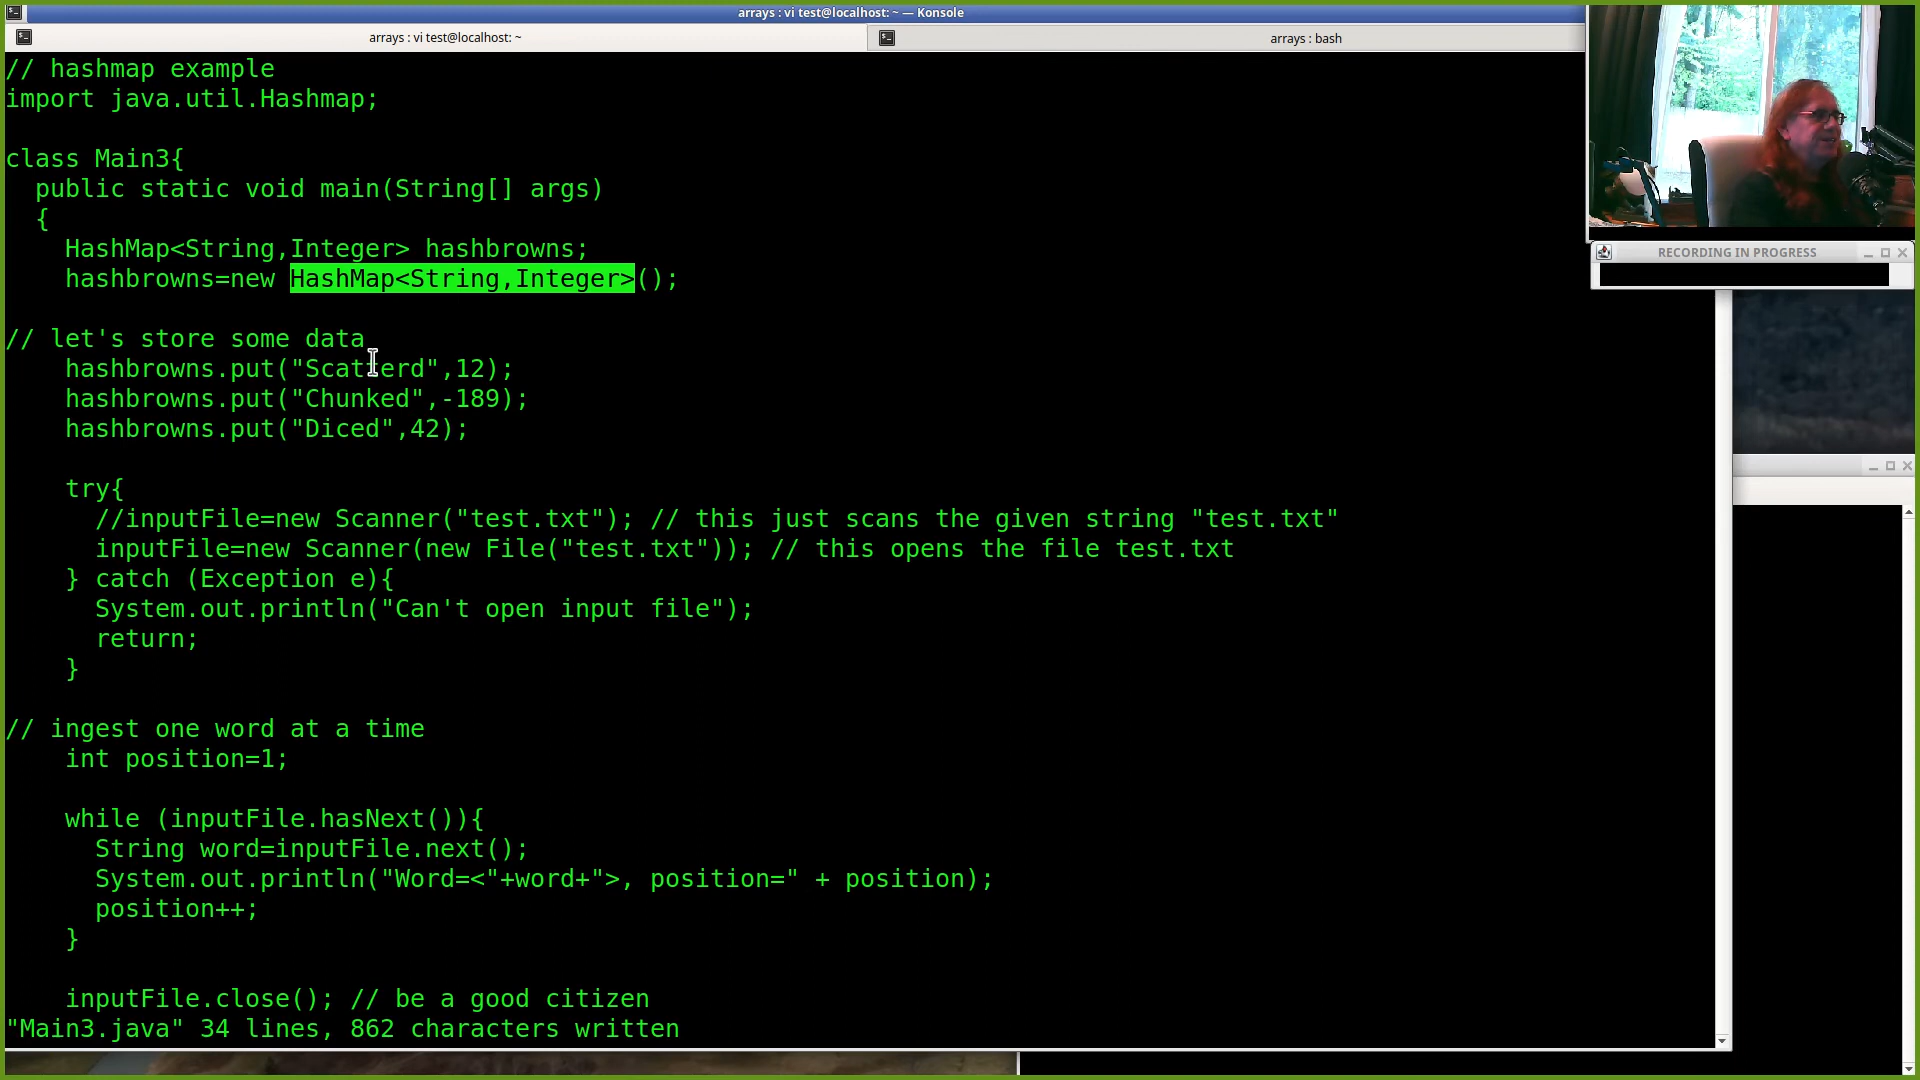 arrays : vi test@localhost: ~ — Konsole
arrays : vi test@localhost: ~
arrays : bash
// hashmap example
import java.util.Hashmap;
class Main3{
public static void main(String[] args)
{
HashMap<String,Integer> hashbrowns;
hashbrowns=new HashMap<String,Integer>();
// let's store some data
hashbrowns.put("Scatterd",12);
hashbrowns.put("Chunked",-189);
hashbrowns.put("Diced",42);
try{
//inputFile=new Scanner("test.txt"); // this just scans the given string "test.txt"
inputFile=new Scanner(new File("test.txt")); // this opens the file test.txt
} catch (Exception e){
System.out.println("Can't open input file");
return;
}
// ingest one word at a time
int position=1;
while (inputFile.hasNext()){
String word=inputFile.next();
System.out.println("Word=<"+word+">, position=" + position);
position++;
}
inputFile.close(); // be a good citizen
"Main3.java" 34 lines, 862 characters written
RECORDING IN PROGRESS